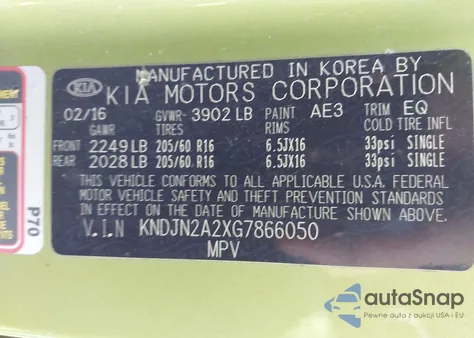 MANUFACTURED IN KOREA BY
KIA KIA MOTORS CORPORATION
02/16 GVWR- 3902 LB PAINT AE3 TRIM EQ
GAWR TIRES RIMS COLD TIRE INFL
FRONT 2249 LB 205/60 R16 6.5JX16 33psi SINGLE
REAR 2028 LB 205/60 R16 6.5JX16 33psi SINGLE
THIS VEHICLE CONFORMS TO ALL APPLICABLE U.S.A. FEDERAL
MOTOR VEHICLE SAFETY AND THEFT PREVENTION STANDARDS
IN EFFECT ON THE DATE OF MANUFACTURE SHOWN ABOVE.
V.I.N KNDJN2A2XG7866050
MPV
P70
autoSnap
Pewne auta z USA i EU